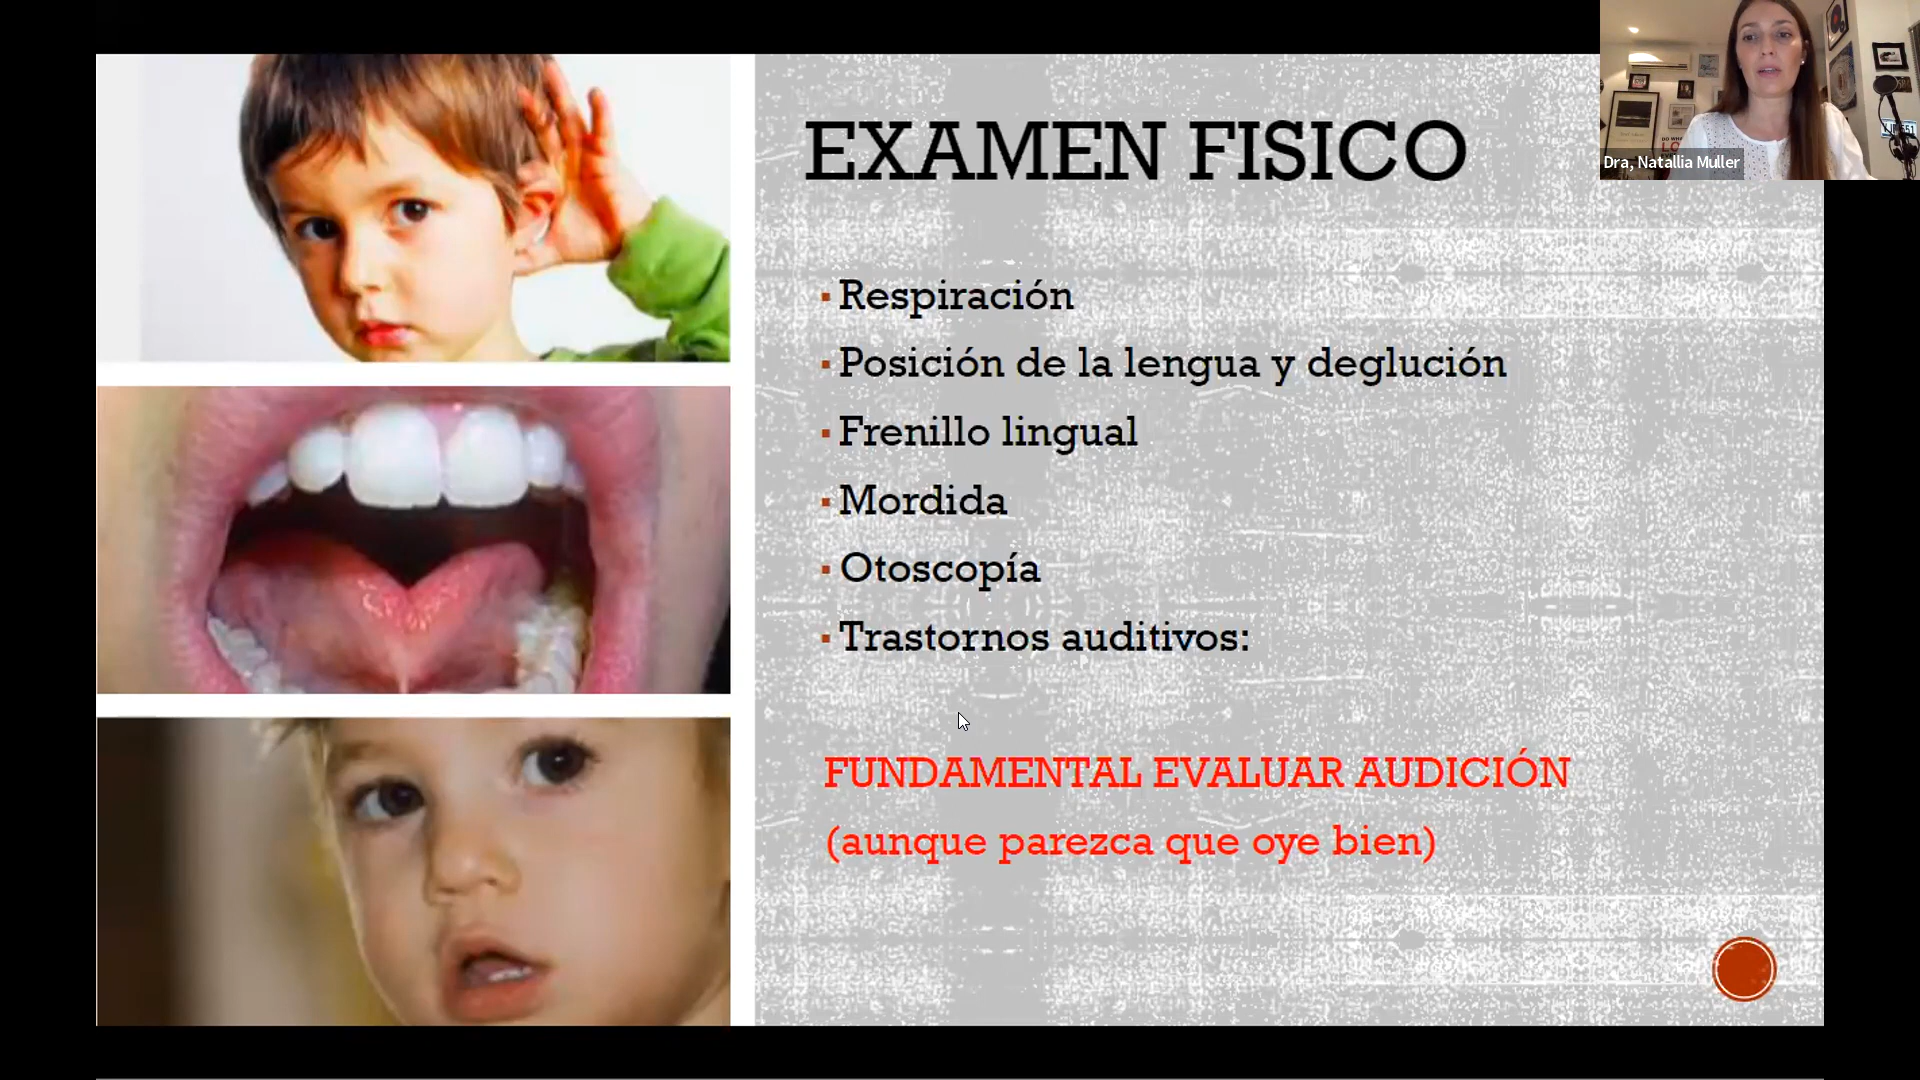 EXAMEN FISICO
Dra, Natallia Muller
Respiración
Posición de la lengua y deglución
Frenillo lingual
Mordida
Otoscopía
Trastornos auditivos:
FUNDAMENTAL EVALUAR AUDICIÓN
(aunque parezca que oye bien)